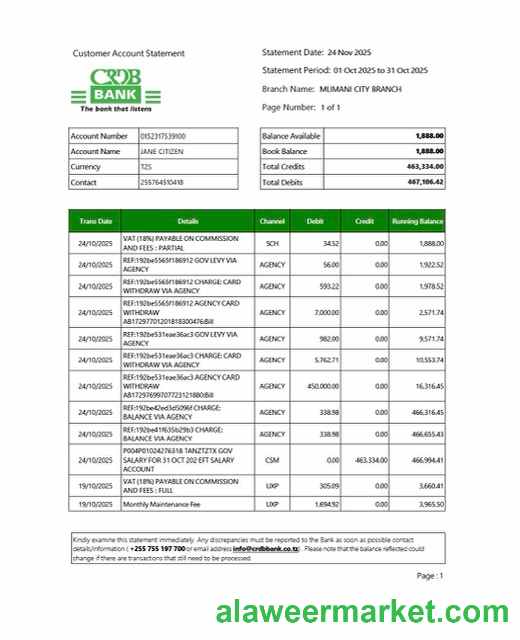 Customer Account Statement
CRDB
BANK
The bank that listens
Statement Date: 24 Nov 2025
Statement Period: 01 Oct 2025 to 31 Oct 2025
Branch Name: MLIMANI CITY BRANCH
Page Number: 1 of 1
Account Number 0152317539100
Account Name JANE CITIZEN
Currency TZS
Contact 255764510418
Balance Available 1,888.00
Book Balance 1,888.00
Total Credits 463,334.00
Total Debits 467,106.42
Trans Date Details Channel Debit Credit Running Balance
24/10/2025 VAT (18%) PAYABLE ON COMMISSION SCH 34.52 0.00 1,888.00
AND FEES : PARTIAL
24/10/2025 REF:192be5565f186912 GOV LEVY VIA AGENCY 56.00 0.00 1,922.52
AGENCY
24/10/2025 REF:192be5565f186912 CHARGE: CARD AGENCY 593.22 0.00 1,978.52
WITHDRAW VIA AGENCY
24/10/2025 REF:192be5565f186912 AGENCY CARD AGENCY 7,000.00 0.00 2,571.74
WITHDRAW
AB17297701201818300476:Bill
24/10/2025 REF:192be531eae36ac3 GOV LEVY VIA AGENCY 982.00 0.00 9,571.74
AGENCY
24/10/2025 REF:192be531eae36ac3 CHARGE: CARD AGENCY 5,762.71 0.00 10,553.74
WITHDRAW VIA AGENCY
24/10/2025 REF:192be531eae36ac3 AGENCY CARD AGENCY 450,000.00 0.00 16,316.45
WITHDRAW
AB17297699707723121880:Bill
24/10/2025 REF:192be42ed3d5096f CHARGE: AGENCY 338.98 0.00 466,316.45
BALANCE VIA AGENCY
24/10/2025 REF:192be41f635b29b3 CHARGE: AGENCY 338.98 0.00 466,655.43
BALANCE VIA AGENCY
24/10/2025 P004P01024276318 TANZTZTX GOV CSM 0.00 463,334.00 466,994.41
SALARY FOR 31 OCT 202 EFT SALARY
ACCOUNT
19/10/2025 VAT (18%) PAYABLE ON COMMISSION UXP 305.09 0.00 3,660.41
AND FEES : FULL
19/10/2025 Monthly Maintenance Fee UXP 1,694.92 0.00 3,965.50
Kindly examine this statement immediately. Any discrepancies must be reported to the Bank as soon as possible contact
details/information ( +255 755 197 700 or email address info@crdbbank.co.tz). Please note that the balance reflected could
change if there are transactions that still need to be processed.
Page : 1
alaweermarket.com